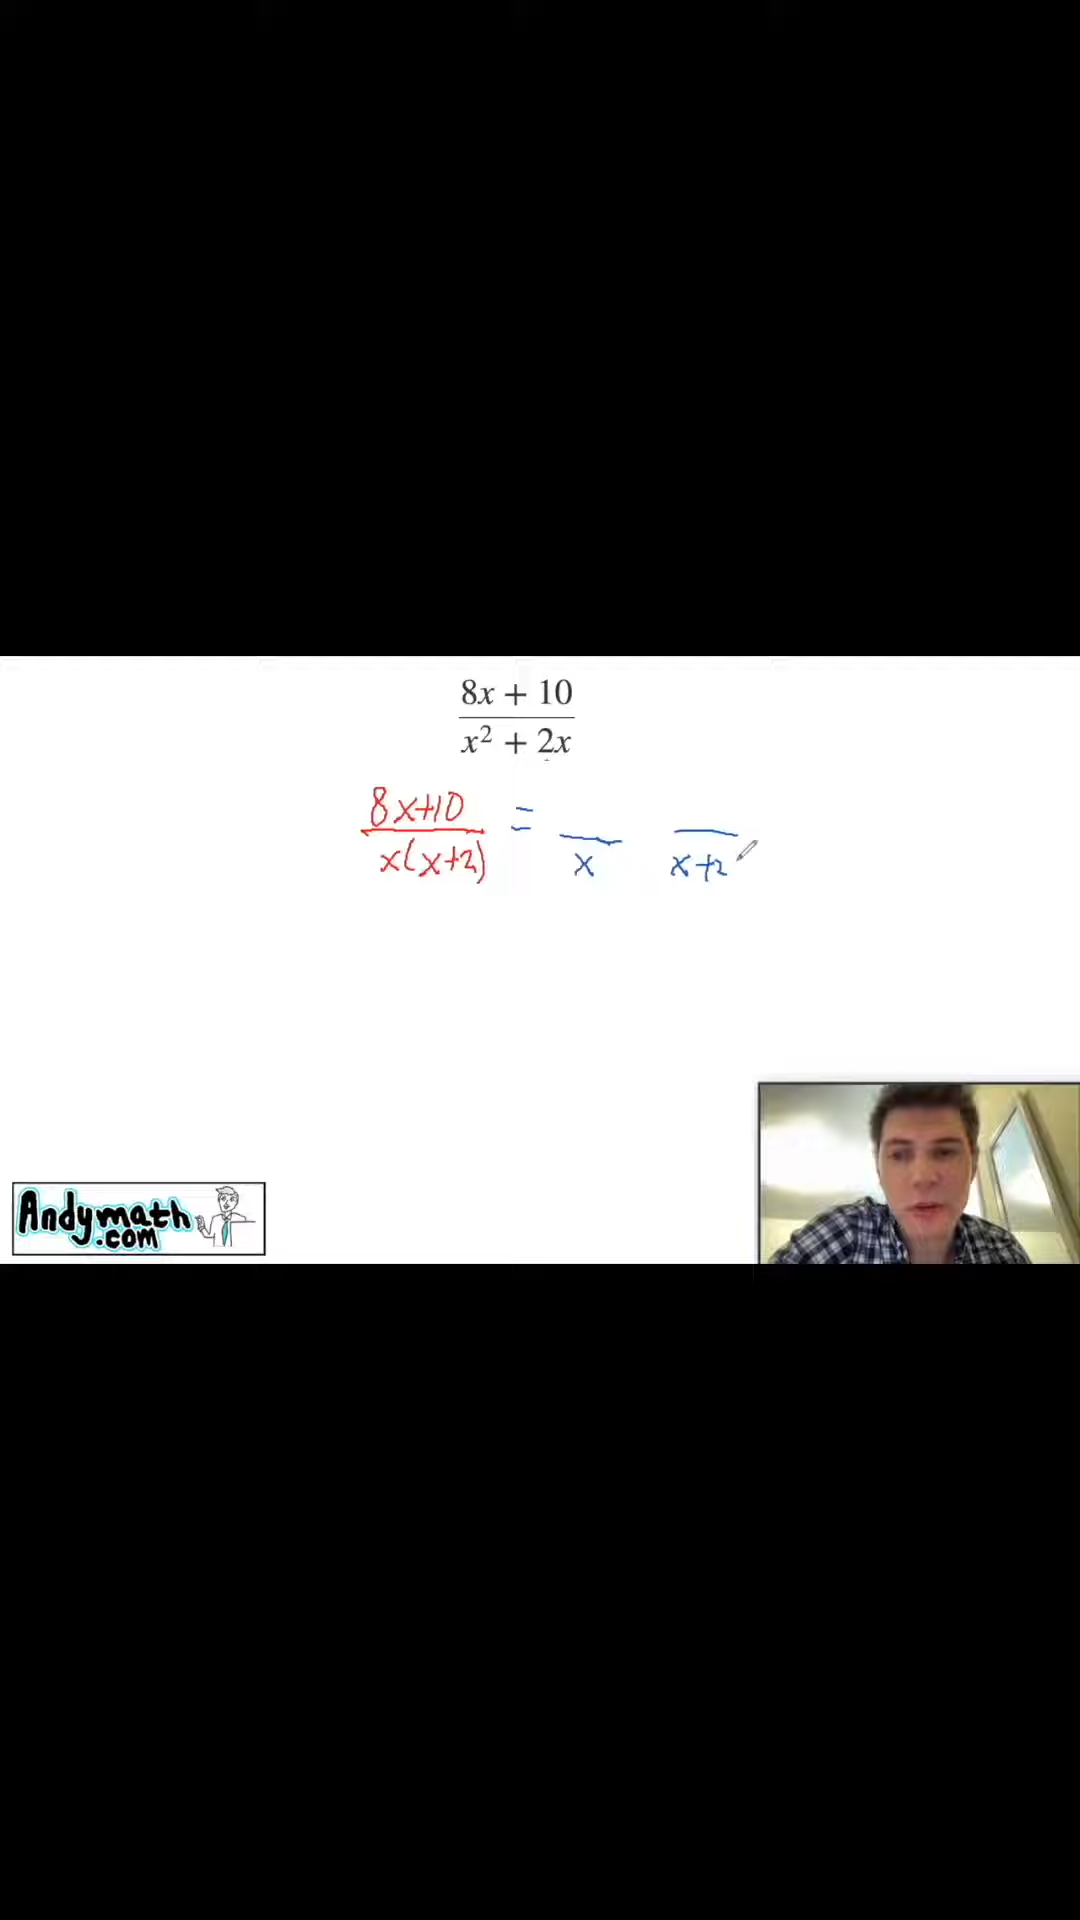 8x + 10
x² + 2x
8x+10 =
x(x+2) x x+2
Andymath
.com